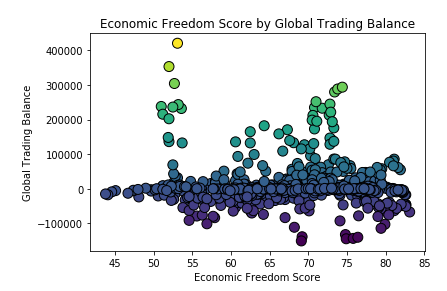 Economic Freedom Score by Global Trading Balance
Global Trading Balance
400000
300000
200000
100000
0
−100000
45 50 55 60 65 70 75 80 85
Economic Freedom Score